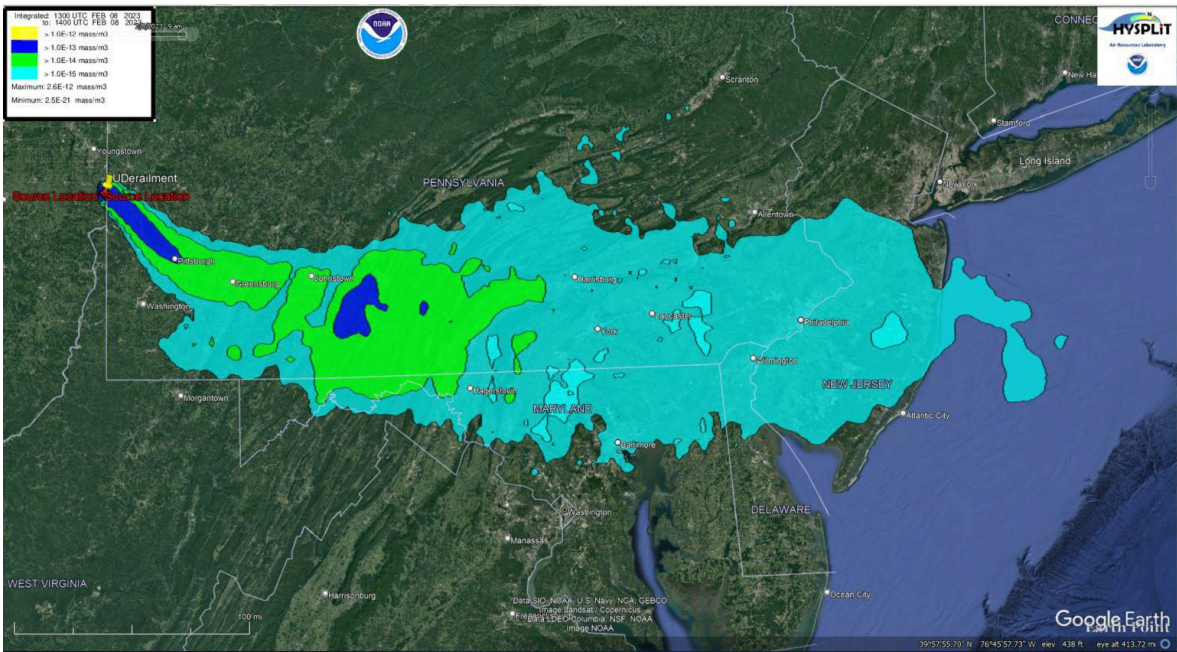 Integrated: 1300 UTC FEB 08 2023
to: 1400 UTC FEB 08
> 1.0E-12 mass/m3
> 1.0E-13 mass/m3
> 1.0E-14 mass/m3
> 1.0E-15 mass/m3
Maximum: 2.6E-12 mass/m3
Minimum: 2.5E-21 mass/m3
NOAA
CONNEC
N
HYSPLIT
Air Resources Laboratory
New Ha
Scranton
Stamford
Youngstown
Long Island
UDerailment
PENNSYLVANIA
New York
Source Location
Source Location
Allentown
Pittsburgh
Johnstown
Greensburg
Harrisburg
Washington
Lancaster
Philadelphia
York
Wilmington
Morgantown
Hagerstown
NEW JERSEY
MARYLAND
Atlantic City
Baltimore
Washington
DELAWARE
Manassas
WEST VIRGINIA
Harrisonburg
Ocean City
100 mi
Data SIO, NOAA, U.S. Navy, NGA, GEBCO
Image Landsat / Copernicus
Data LDEO-Columbia, NSF, NOAA
Image NOAA
Google Earth
Earth Point
39°57'55.70" N 76°45'57.73" W elev 438 ft eye alt 413.72 mi